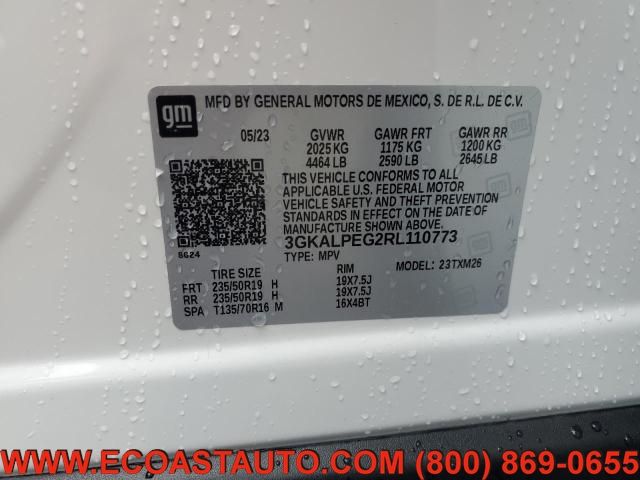 gm MFD BY GENERAL MOTORS DE MEXICO, S. DE R.L. DE C.V.
05/23 GVWR GAWR FRT GAWR RR
2025 KG 1175 KG 1200 KG
4464 LB 2590 LB 2645 LB
THIS VEHICLE CONFORMS TO ALL
APPLICABLE U.S. FEDERAL MOTOR
VEHICLE SAFETY AND THEFT PREVENTION
STANDARDS IN EFFECT ON THE DATE OF
MANUFACTURE SHOWN ABOVE.
3GKALPEG2RL110773
8624
TYPE: MPV MODEL: 23TXM26
TIRE SIZE RIM
FRT 235/50R19 H 19X7.5J
RR 235/50R19 H 19X7.5J
SPA T135/70R16 M 16X4BT
WWW.ECOASTAUTO.COM (800) 869-0655